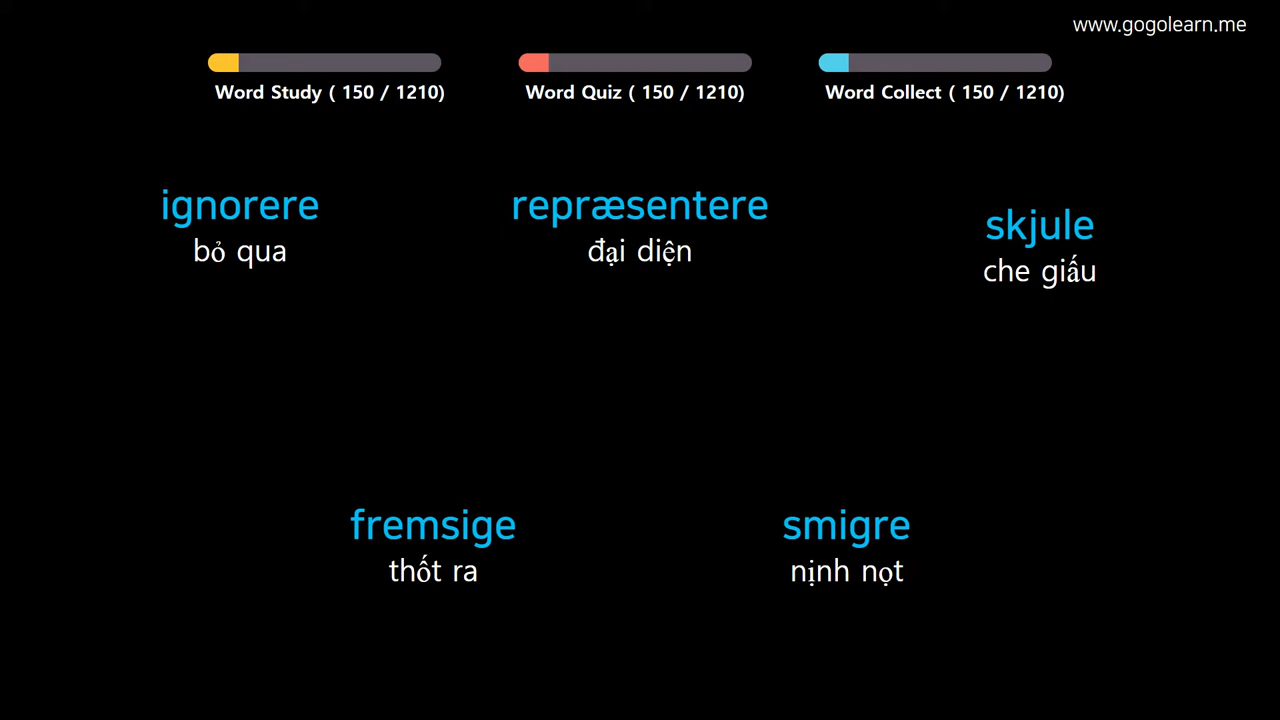 www.gogolearn.me
Word Study ( 150 / 1210)
Word Quiz ( 150 / 1210)
Word Collect ( 150 / 1210)
ignorere
bỏ qua
repræsentere
đại diện
skjule
che giấu
fremsige
thốt ra
smigre
nịnh nọt